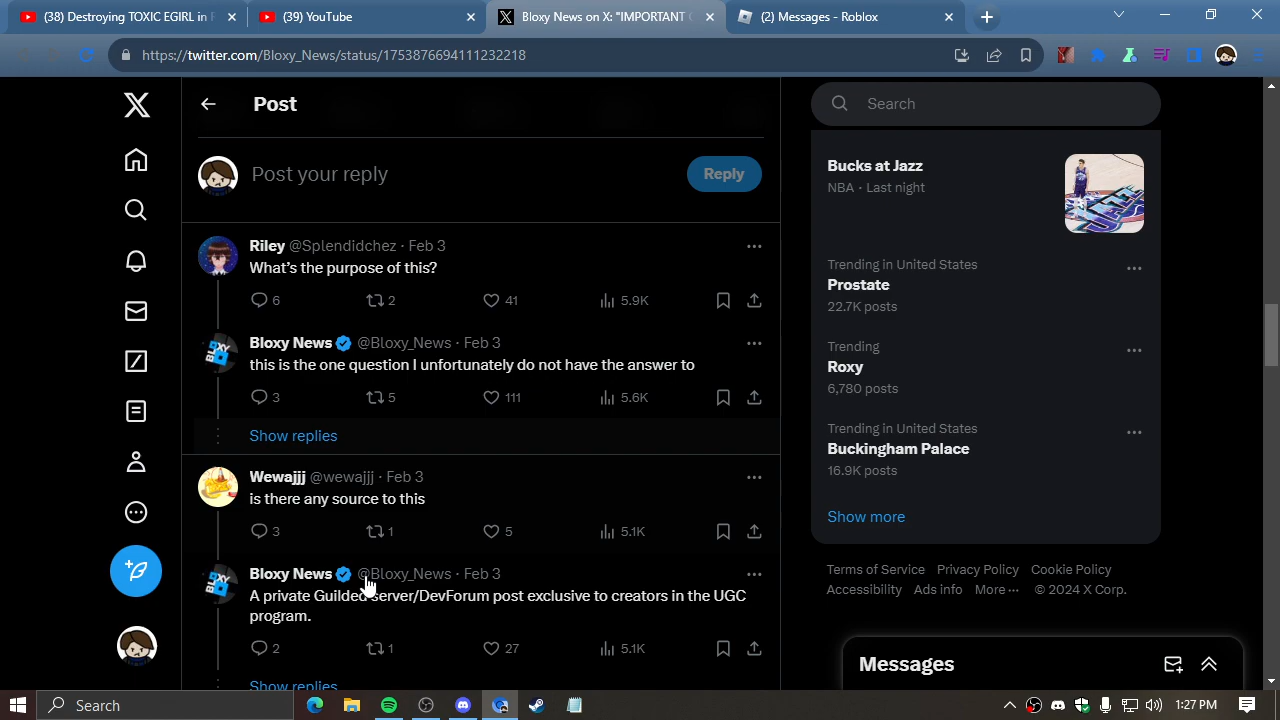 (38) Destroying TOXIC EGIRL in
(39) YouTube
Bloxy News on X: "IMPORTANT
(2) Messages - Roblox
https://twitter.com/Bloxy_News/status/1753876694111232218
Post
Search
Post your reply
Reply
Bucks at Jazz
NBA · Last night
Riley @Splendidchez · Feb 3
What's the purpose of this?
6 2 41 5.9K
Trending in United States
Prostate
22.7K posts
Bloxy News @Bloxy_News · Feb 3
this is the one question I unfortunately do not have the answer to
3 5 111 5.6K
Show replies
Trending
Roxy
6,780 posts
Trending in United States
Buckingham Palace
16.9K posts
Show more
Wewajjj @wewajjj · Feb 3
is there any source to this
3 1 5 5.1K
Bloxy News @Bloxy_News · Feb 3
A private Guilded server/DevForum post exclusive to creators in the UGC
program.
2 1 27 5.1K
Show replies
Terms of Service Privacy Policy Cookie Policy
Accessibility Ads info More ··· © 2024 X Corp.
Messages
Search
1:27 PM